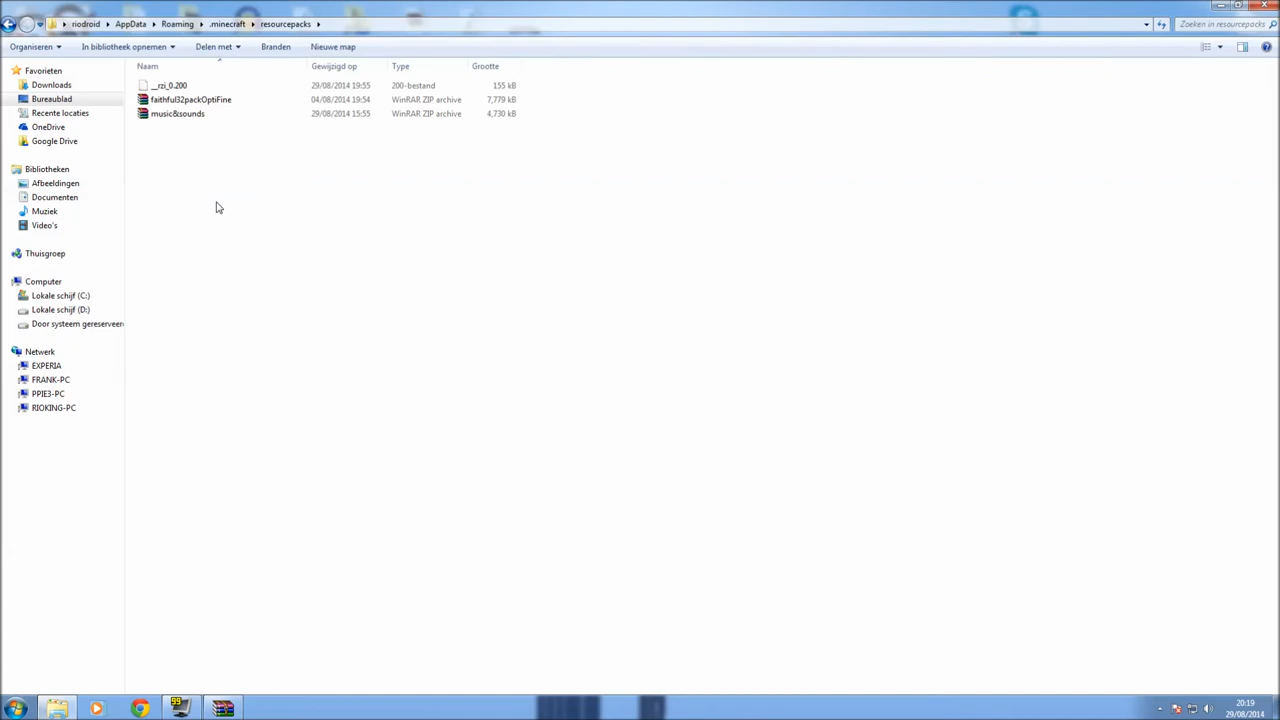 riodroid ▸ AppData ▸ Roaming ▸ .minecraft ▸ resourcepacks ▸
Zoeken in resourcepacks
Organiseren
In bibliotheek opnemen
Delen met
Branden
Nieuwe map
Favorieten
Downloads
Bureaublad
Recente locaties
OneDrive
Google Drive
Bibliotheken
Afbeeldingen
Documenten
Muziek
Video's
Thuisgroep
Computer
Lokale schijf (C:)
Lokale schijf (D:)
Door systeem gereserveer
Netwerk
EXPERIA
FRANK-PC
PPIE3-PC
RIOKING-PC
Naam Gewijzigd op Type Grootte
__rzi_0.200 29/08/2014 19:55 200-bestand 155 kB
faithful32packOptiFine 04/08/2014 19:54 WinRAR ZIP archive 7,779 kB
music&sounds 29/08/2014 15:55 WinRAR ZIP archive 4,730 kB
99
20:19
29/08/2014